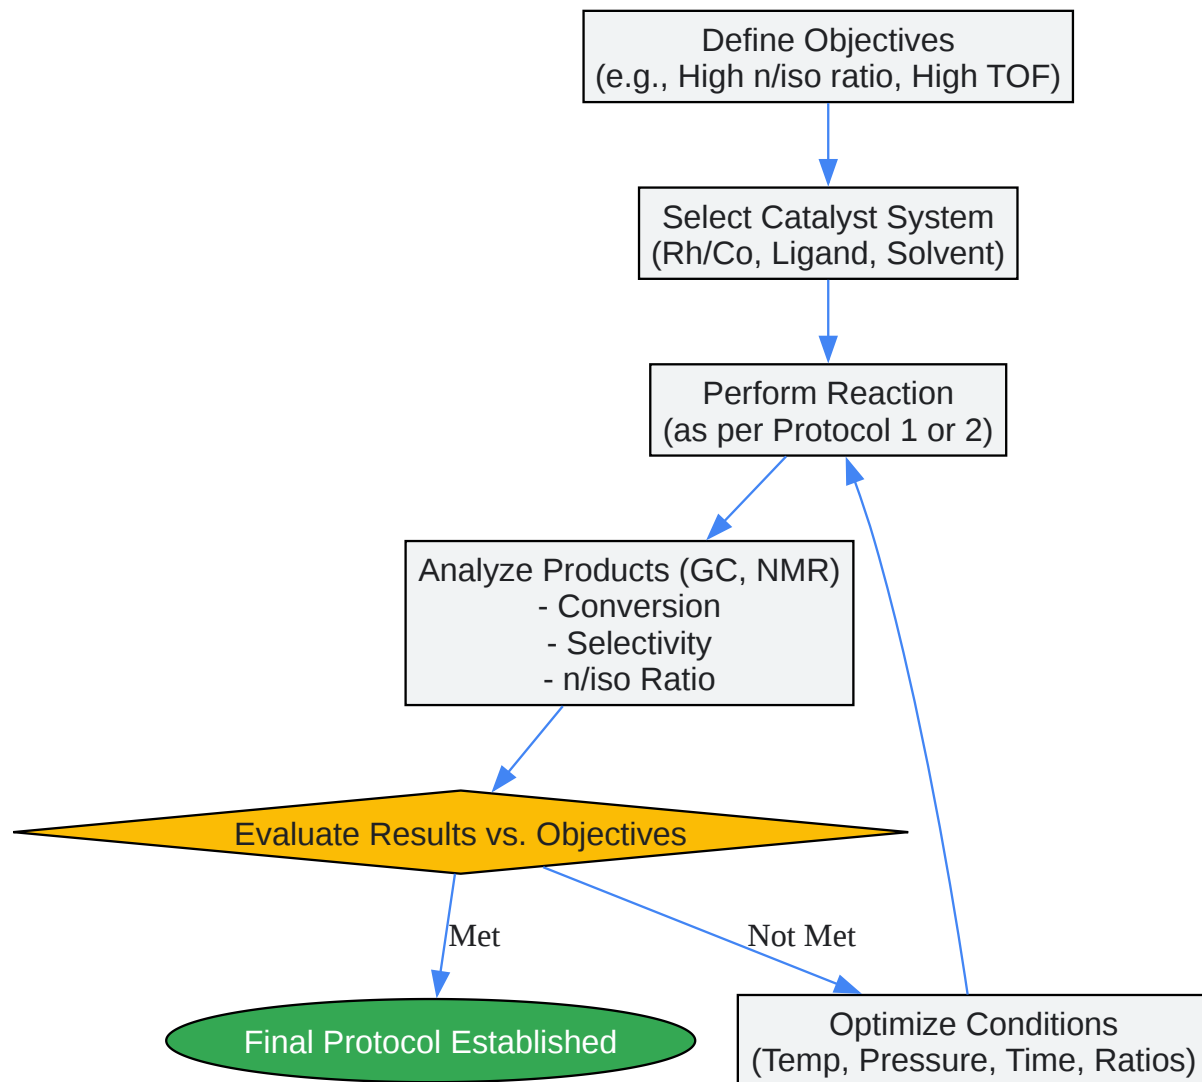 Define Objectives
(e.g., High n/iso ratio, High TOF)
Select Catalyst System
(Rh/Co, Ligand, Solvent)
Perform Reaction
(as per Protocol 1 or 2)
Analyze Products (GC, NMR)
- Conversion
- Selectivity
- n/iso Ratio
Evaluate Results vs. Objectives
Met
Not Met
Final Protocol Established
Optimize Conditions
(Temp, Pressure, Time, Ratios)